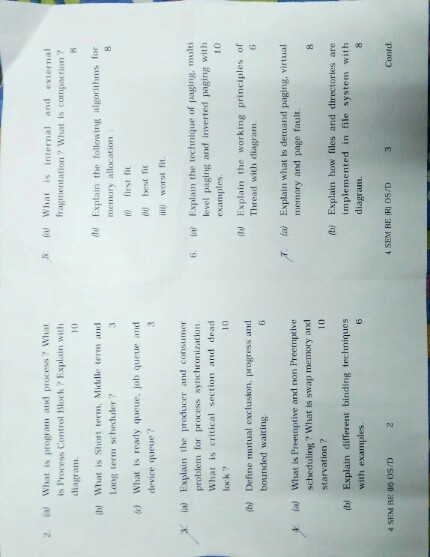 2. (a) What is program and process ? What
is Process Control Block ? Explain with
diagram. 10
(b) What is Short term, Middle term and
Long term scheduler ? 3
(c) What is ready queue, job queue and
device queue ? 3
3. (a) Explain the producer and consumer
problem for process synchronization.
What is critical section and dead
lock ? 10
(b) Define mutual exclusion, progress and
bounded waiting. 6
4. (a) What is Preemptive and non Preemptive
scheduling ? What is swap memory and
starvation ? 10
(b) Explain different binding techniques
with examples. 6
4 SEM BE (R) OS/D 2
5. (a) What is internal and external
fragmentation ? What is compaction ?
8
(b) Explain the following algorithms for
memory allocation : 8
(i) first fit
(ii) best fit
(iii) worst fit.
6. (a) Explain the technique of paging, multi
level paging and inverted paging with
examples. 10
(b) Explain the working principles of
Thread with diagram. 6
7. (a) Explain what is demand paging, virtual
memory and page fault.
8
(b) Explain how files and directories are
implemented in file system with
diagram. 8
4 SEM BE (R) OS/D 3 Contd.